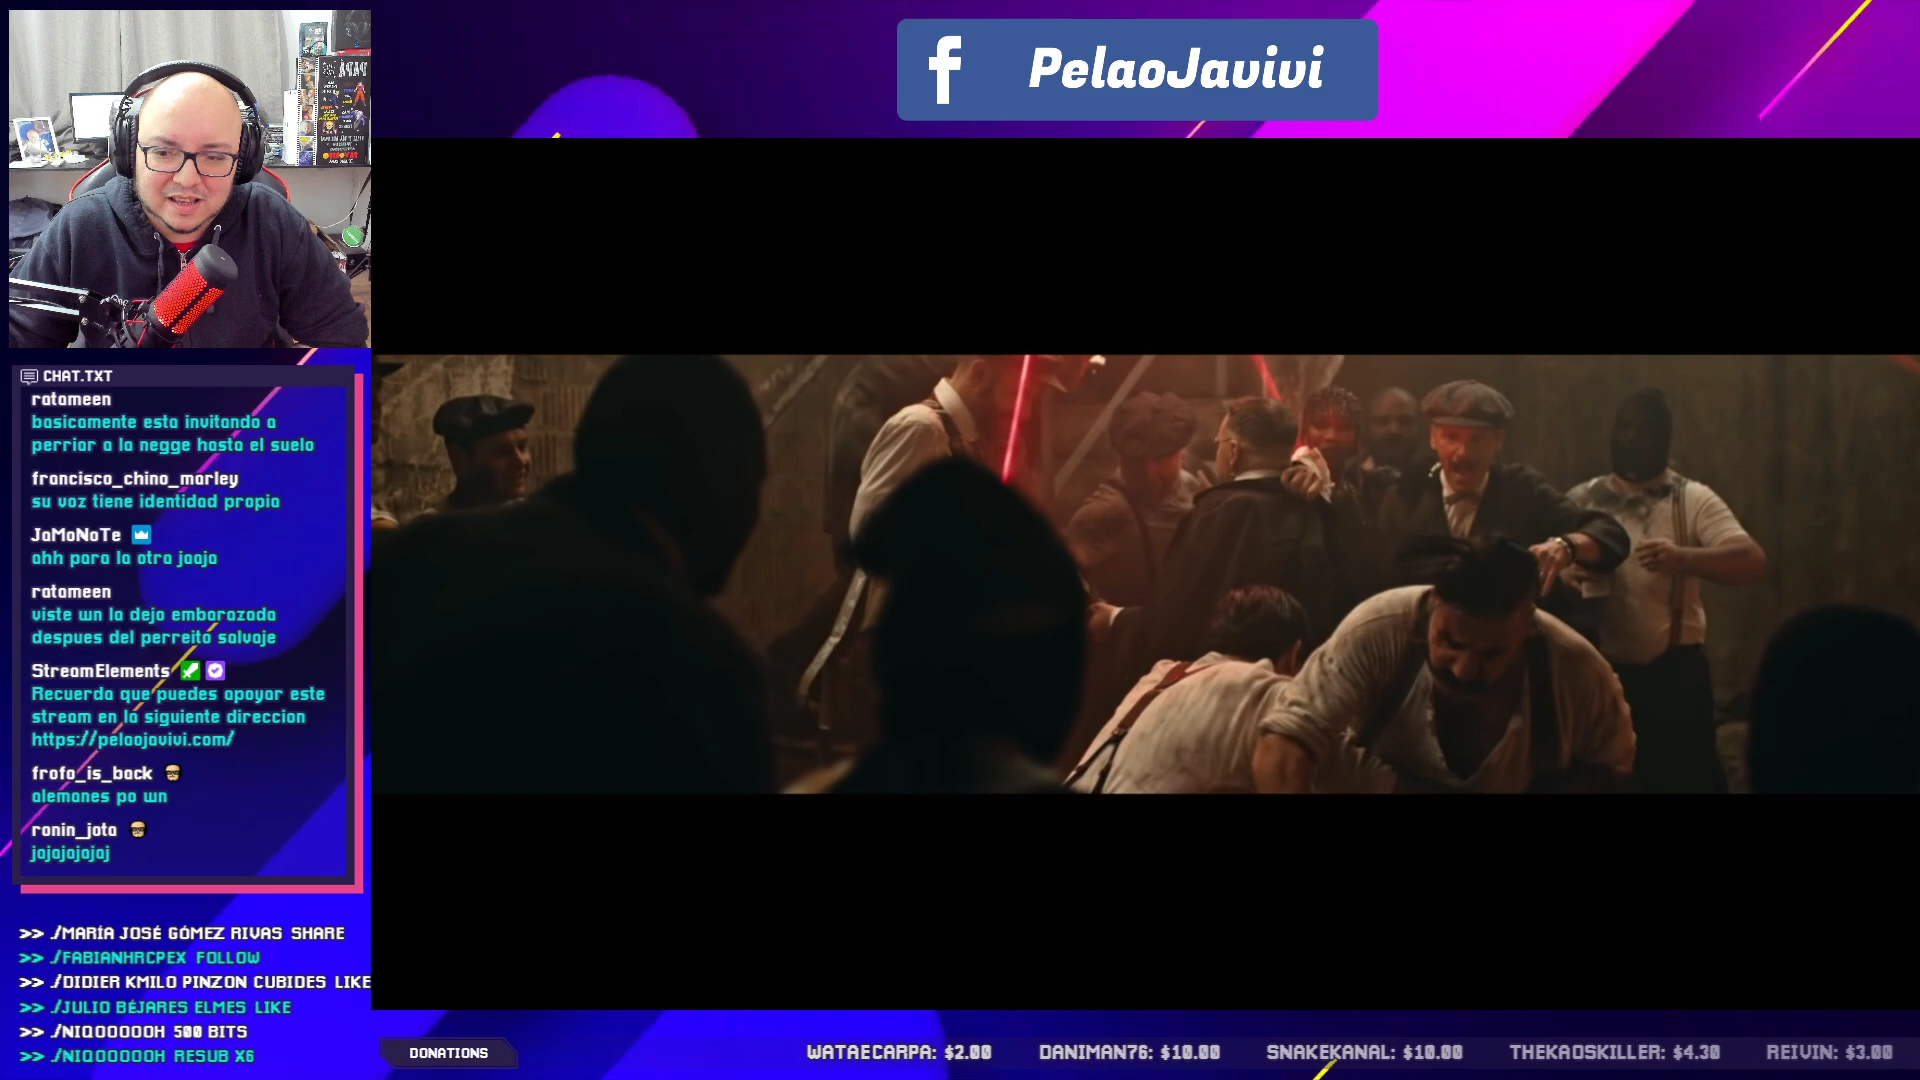 PelaoJavivi
CHAT.TXT
ratameen
basicamente esta invitando a
perriar a la negge hasta el suelo
francisco_chino_marley
su voz tiene identidad propia
JaMoNoTe
ahh para la otra jaaja
ratameen
viste wn la dejo embarazada
despues del perreito salvaje
StreamElements
Recuerda que puedes apoyar este
stream en la siguiente direccion
https://pelaojavivi.com/
frofo_is_back
alemanes po wn
ronin_jota
jajajajajaj
>> ./MARÍA JOSÉ GÓMEZ RIVAS SHARE
>> ./FABIANHRCPEX FOLLOW
>> ./DIDIER KMILO PINZON CUBIDES LIKE
>> ./JULIO BÉJARES ELMES LIKE
>> ./NIQOOOOOH 500 BITS
>> ./NIQOOOOOH RESUB X6
DONATIONS
WATAECARPA: $2.00 DANIMAN76: $10.00 SNAKEKANAL: $10.00 THEKAOSKILLER: $4.30 REIVIN: $3.00